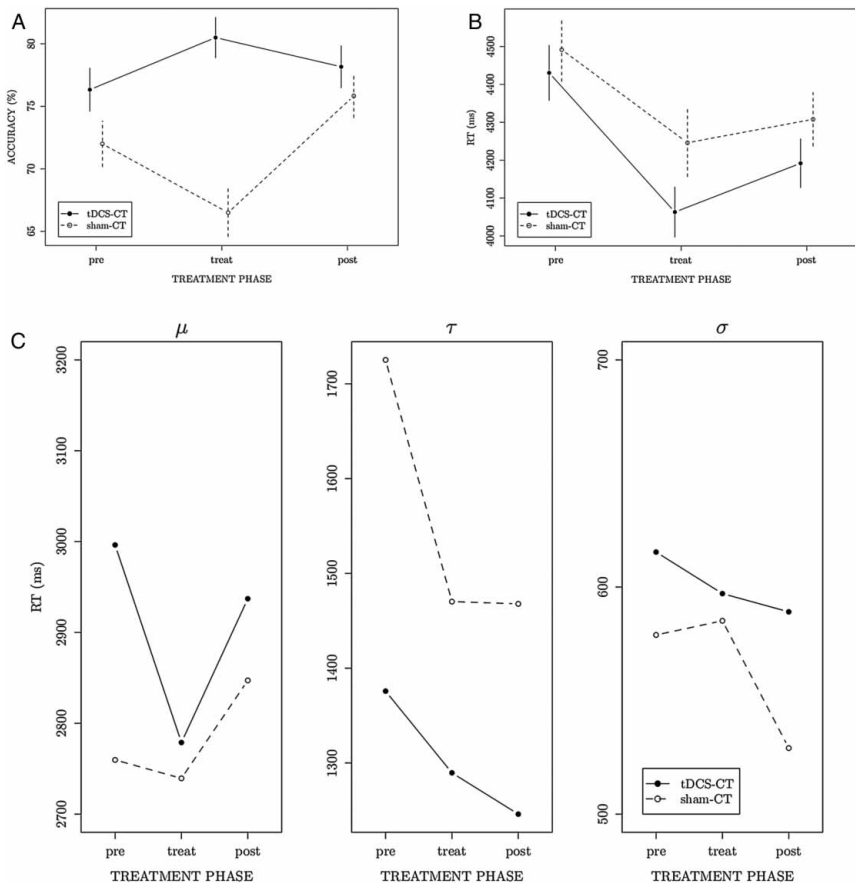 A
ACCURACY (%)
80
75
70
65
tDCS-CT
sham-CT
pre treat post
TREATMENT PHASE
B
RT (ms)
4500
4400
4300
4200
4100
4000
tDCS-CT
sham-CT
pre treat post
TREATMENT PHASE
C
μ
RT (ms)
3200
3100
3000
2900
2800
2700
pre treat post
TREATMENT PHASE
τ
1700
1600
1500
1400
1300
pre treat post
TREATMENT PHASE
σ
700
600
500
tDCS-CT
sham-CT
pre treat post
TREATMENT PHASE